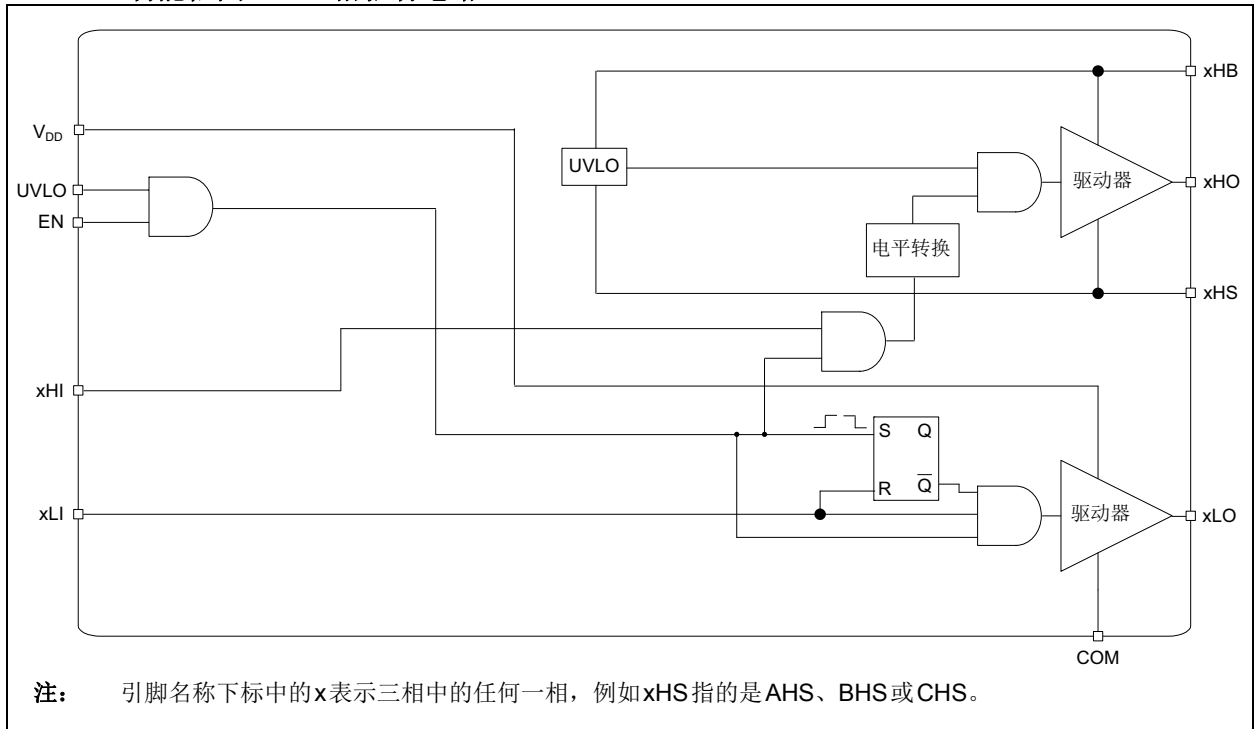 xHB
V_DD
UVLO
驱动器
UVLO
xHO
EN
电平转换
xHS
xHI
S Q
R Q̅
xLI
驱动器
xLO
COM
注： 引脚名称下标中的x表示三相中的任何一相，例如xHS指的是AHS、BHS或CHS。